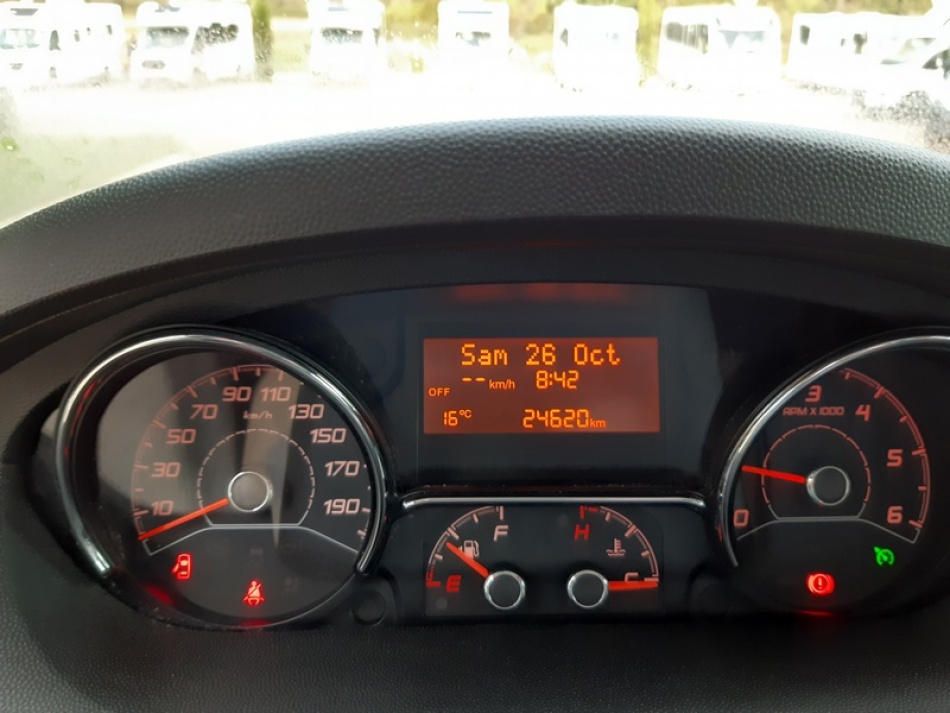 Sam 26 Oct
-- km/h 8:42
OFF
16°C 24620km
10 30 50 70 90 110 130 150 170 190
km/h
E F
H C
0 3 4 5 6
RPM X 1000